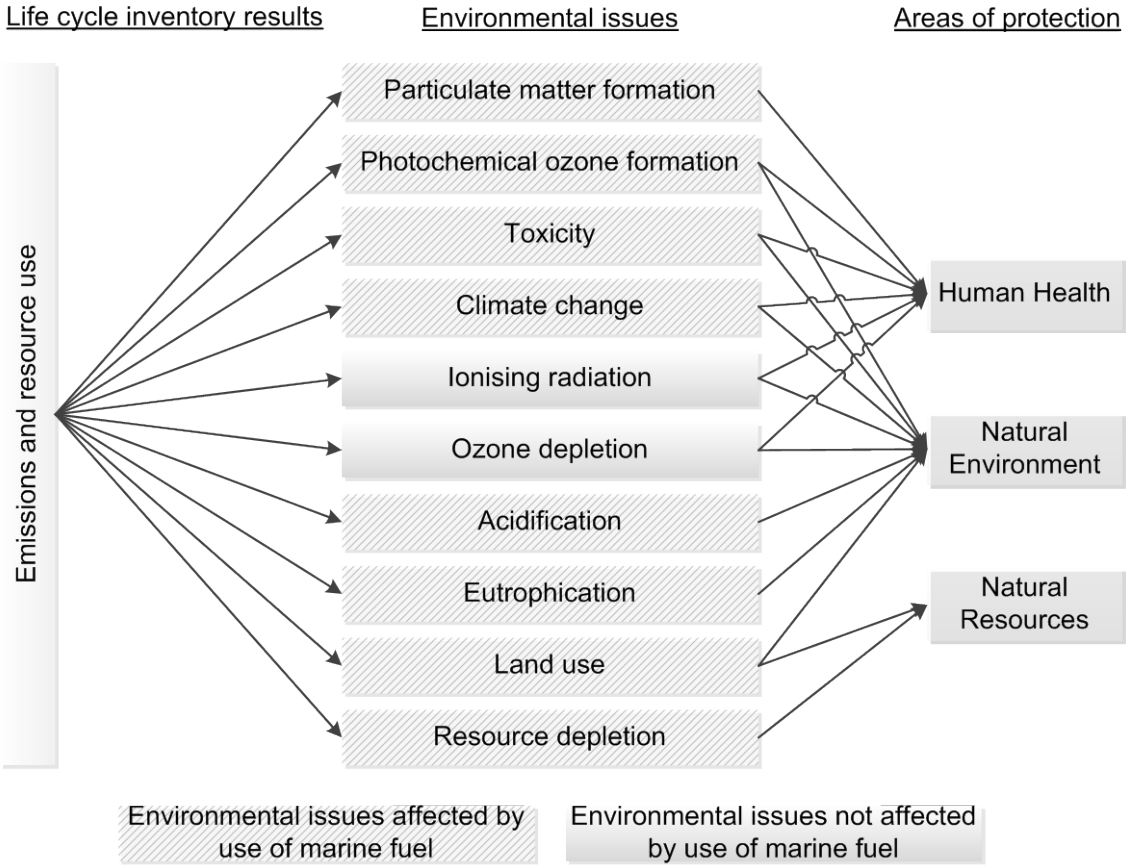 Life cycle inventory results
Environmental issues
Areas of protection
Emissions and resource use
Particulate matter formation
Photochemical ozone formation
Toxicity
Climate change
Ionising radiation
Ozone depletion
Acidification
Eutrophication
Land use
Resource depletion
Human Health
Natural
Environment
Natural
Resources
Environmental issues affected by
use of marine fuel
Environmental issues not affected
by use of marine fuel